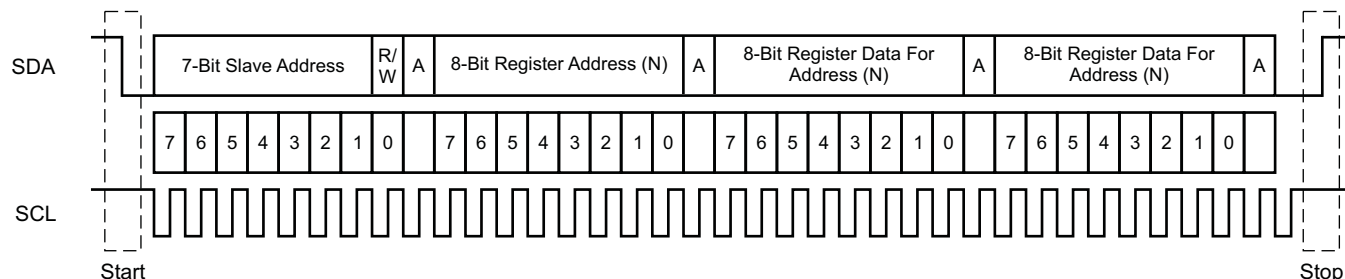 SDA
7-Bit Slave Address
R/
W
A
8-Bit Register Address (N)
A
8-Bit Register Data For
Address (N)
A
8-Bit Register Data For
Address (N)
A
7 6 5 4 3 2 1 0 7 6 5 4 3 2 1 0 7 6 5 4 3 2 1 0 7 6 5 4 3 2 1 0
SCL
Start
Stop